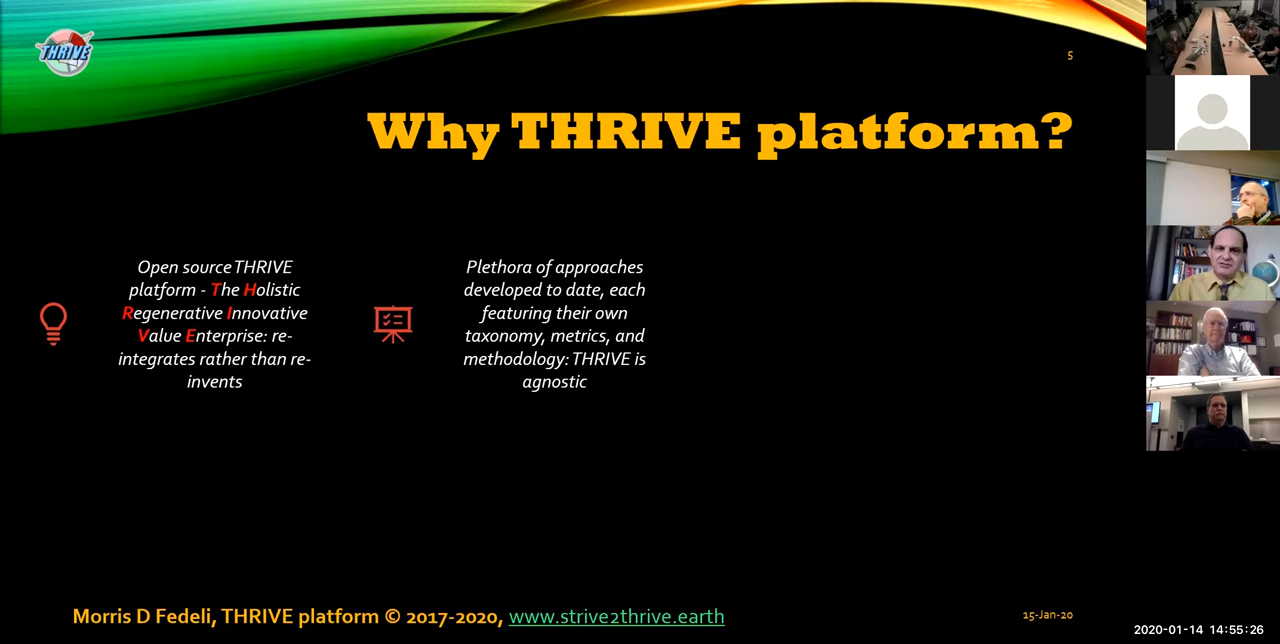 THRIVE
5
Why THRIVE platform?
Open source THRIVE
platform - The Holistic
Regenerative Innovative
Value Enterprise: re-
integrates rather than re-
invents
Plethora of approaches
developed to date, each
featuring their own
taxonomy, metrics, and
methodology: THRIVE is
agnostic
Morris D Fedeli, THRIVE platform © 2017-2020, www.strive2thrive.earth
15-Jan-20
2020-01-14 14:55:26